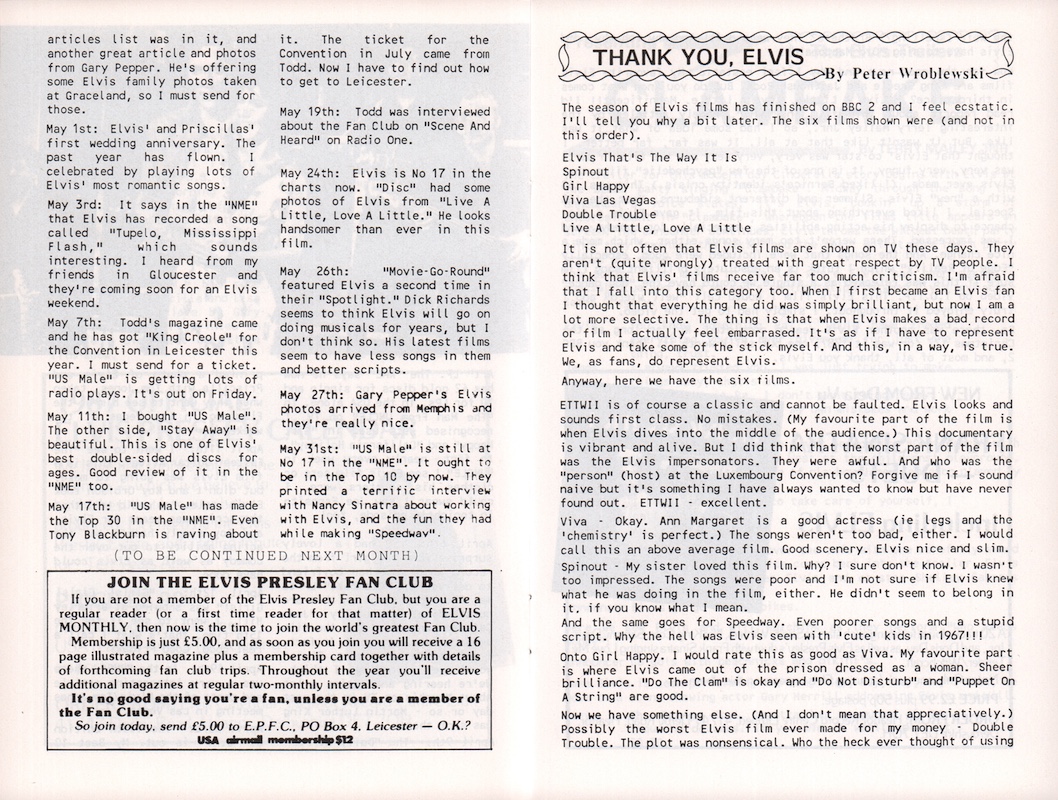 articles list was in it, and
another great article and photos
from Gary Pepper. He's offering
some Elvis family photos taken
at Graceland, so I must send for
those.
May 1st: Elvis' and Priscillas'
first wedding anniversary. The
past year has flown. I
celebrated by playing lots of
Elvis' most romantic songs.
May 3rd: It says in the "NME"
that Elvis has recorded a song
called "Tupelo, Mississippi
Flash," which sounds
interesting. I heard from my
friends in Gloucester and
they're coming soon for an Elvis
weekend.
May 7th: Todd's magazine came
and he has got "King Creole" for
the Convention in Leicester this
year. I must send for a ticket.
"US Male" is getting lots of
radio plays. It's out on Friday.
May 11th: I bought "US Male".
The other side, "Stay Away" is
beautiful. This is one of Elvis'
best double-sided discs for
ages. Good review of it in the
"NME" too.
May 17th: "US Male" has made
the Top 30 in the "NME". Even
Tony Blackburn is raving about
it. The ticket for the
Convention in July came from
Todd. Now I have to find out how
to get to Leicester.
May 19th: Todd was interviewed
about the Fan Club on "Scene And
Heard" on Radio One.
May 24th: Elvis is No 17 in the
charts now. "Disc" had some
photos of Elvis from "Live A
Little, Love A Little." He looks
handsomer than ever in this
film.
May 26th: "Movie-Go-Round"
featured Elvis a second time in
their "Spotlight." Dick Richards
seems to think Elvis will go on
doing musicals for years, but I
don't think so. His latest films
seem to have less songs in them
and better scripts.
May 27th: Gary Pepper's Elvis
photos arrived from Memphis and
they're really nice.
May 31st: "US Male" is still at
No 17 in the "NME". It ought to
be in the Top 10 by now. They
printed a terrific interview
with Nancy Sinatra about working
with Elvis, and the fun they had
while making "Speedway".
(TO BE CONTINUED NEXT MONTH)
JOIN THE ELVIS PRESLEY FAN CLUB
If you are not a member of the Elvis Presley Fan Club, but you are a
regular reader (or a first time reader for that matter) of ELVIS
MONTHLY, then now is the time to join the world's greatest Fan Club.
Membership is just £5.00, and as soon as you join you will receive a 16
page illustrated magazine plus a membership card together with details
of forthcoming fan club trips. Throughout the year you'll receive
additional magazines at regular two-monthly intervals.
It's no good saying you're a fan, unless you are a member of
the Fan Club.
So join today, send £5.00 to E.P.F.C., PO Box 4, Leicester — O.K.?
USA airmail membership $12
THANK YOU, ELVIS
By Peter Wroblewski
The season of Elvis films has finished on BBC 2 and I feel ecstatic.
I'll tell you why a bit later. The six films shown were (and not in
this order).
Elvis That's The Way It Is
Spinout
Girl Happy
Viva Las Vegas
Double Trouble
Live A Little, Love A Little
It is not often that Elvis films are shown on TV these days. They
aren't (quite wrongly) treated with great respect by TV people. I
think that Elvis' films receive far too much criticism. I'm afraid
that I fall into this category too. When I first became an Elvis fan
I thought that everything he did was simply brilliant, but now I am a
lot more selective. The thing is that when Elvis makes a bad record
or film I actually feel embarrased. It's as if I have to represent
Elvis and take some of the stick myself. And this, in a way, is true.
We, as fans, do represent Elvis.
Anyway, here we have the six films.
ETTWII is of course a classic and cannot be faulted. Elvis looks and
sounds first class. No mistakes. (My favourite part of the film is
when Elvis dives into the middle of the audience.) This documentary
is vibrant and alive. But I did think that the worst part of the film
was the Elvis impersonators. They were awful. And who was the
"person" (host) at the Luxembourg Convention? Forgive me if I sound
naive but it's something I have always wanted to know but have never
found out. ETTWII - excellent.
Viva - Okay. Ann Margaret is a good actress (ie legs and the
'chemistry' is perfect.) The songs weren't too bad, either. I would
call this an above average film. Good scenery. Elvis nice and slim.
Spinout - My sister loved this film. Why? I sure don't know. I wasn't
too impressed. The songs were poor and I'm not sure if Elvis knew
what he was doing in the film, either. He didn't seem to belong in
it, if you know what I mean.
And the same goes for Speedway. Even poorer songs and a stupid
script. Why the hell was Elvis seen with 'cute' kids in 1967!!!
Onto Girl Happy. I would rate this as good as Viva. My favourite part
is where Elvis came out of the prison dressed as a woman. Sheer
brilliance. "Do The Clam" is okay and "Do Not Disturb" and "Puppet On
A String" are good.
Now we have something else. (And I don't mean that appreciatively.)
Possibly the worst Elvis film ever made for my money - Double
Trouble. The plot was nonsensical. Who the heck ever thought of using